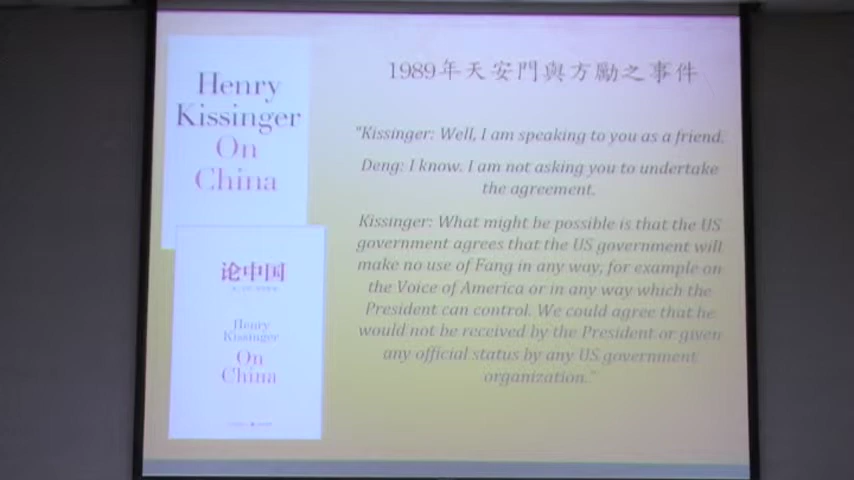 Henry
Kissinger
On
China
论中国
Henry
Kissinger
On
China
1989年天安門與方勵之事件
"Kissinger: Well, I am speaking to you as a friend.
Deng: I know. I am not asking you to undertake
the agreement.
Kissinger: What might be possible is that the US
government agrees that the US government will
make no use of Fang in any way, for example on
the Voice of America or in any way which the
President can control. We could agree that he
would not be received by the President or given
any official status by any US government
organization."